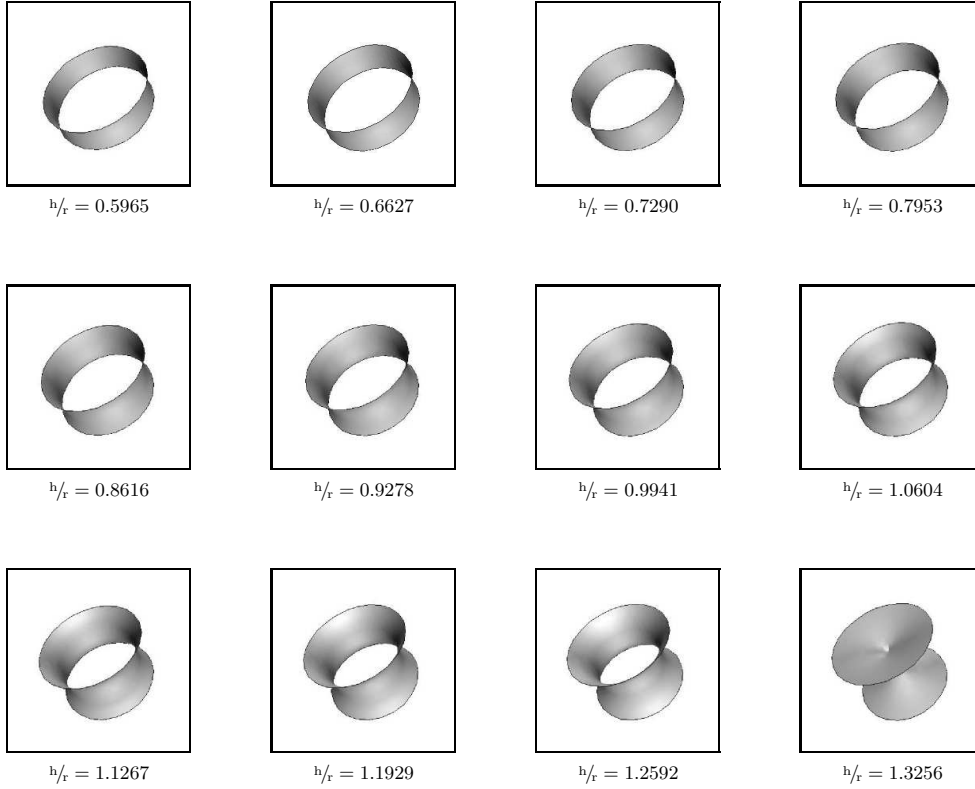 h/r = 0.5965
h/r = 0.6627
h/r = 0.7290
h/r = 0.7953
h/r = 0.8616
h/r = 0.9278
h/r = 0.9941
h/r = 1.0604
h/r = 1.1267
h/r = 1.1929
h/r = 1.2592
h/r = 1.3256